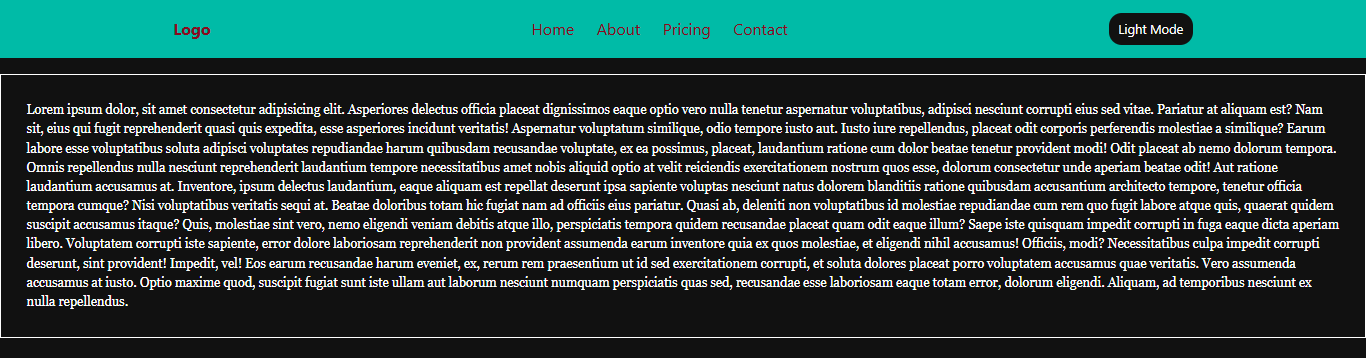 Logo
Home About Pricing Contact
Light Mode
Lorem ipsum dolor, sit amet consectetur adipisicing elit. Asperiores delectus officia placeat dignissimos eaque optio vero nulla tenetur aspernatur voluptatibus, adipisci nesciunt corrupti eius sed vitae. Pariatur at aliquam est? Nam
sit, eius qui fugit reprehenderit quasi quis expedita, esse asperiores incidunt veritatis! Aspernatur voluptatum similique, odio tempore iusto aut. Iusto iure repellendus, placeat odit corporis perferendis molestiae a similique? Earum
labore esse voluptatibus soluta adipisci voluptates repudiandae harum quibusdam recusandae voluptate, ex ea possimus, placeat, laudantium ratione cum dolor beatae tenetur provident modi! Odit placeat ab nemo dolorum tempora.
Omnis repellendus nulla nesciunt reprehenderit laudantium tempore necessitatibus amet nobis aliquid optio at velit reiciendis exercitationem nostrum quos esse, dolorum consectetur unde aperiam beatae odit! Aut ratione
laudantium accusamus at. Inventore, ipsum delectus laudantium, eaque aliquam est repellat deserunt ipsa sapiente voluptas nesciunt natus dolorem blanditiis ratione quibusdam accusantium architecto tempore, tenetur officia
tempora cumque? Nisi voluptatibus veritatis sequi at. Beatae doloribus totam hic fugiat nam ad officiis eius pariatur. Quasi ab, deleniti non voluptatibus id molestiae repudiandae cum rem quo fugit labore atque quis, quaerat quidem
suscipit accusamus itaque? Quis, molestiae sint vero, nemo eligendi veniam debitis atque illo, perspiciatis tempora quidem recusandae placeat quam odit eaque illum? Saepe iste quisquam impedit corrupti in fuga eaque dicta aperiam
libero. Voluptatem corrupti iste sapiente, error dolore laboriosam reprehenderit non provident assumenda earum inventore quia ex quos molestiae, et eligendi nihil accusamus! Officiis, modi? Necessitatibus culpa impedit corrupti
deserunt, sint provident! Impedit, vel! Eos earum recusandae harum eveniet, ex, rerum rem praesentium ut id sed exercitationem corrupti, et soluta dolores placeat porro voluptatem accusamus quae veritatis. Vero assumenda
accusamus at iusto. Optio maxime quod, suscipit fugiat sunt iste ullam aut laborum nesciunt numquam perspiciatis quas sed, recusandae esse laboriosam eaque totam error, dolorum eligendi. Aliquam, ad temporibus nesciunt ex
nulla repellendus.